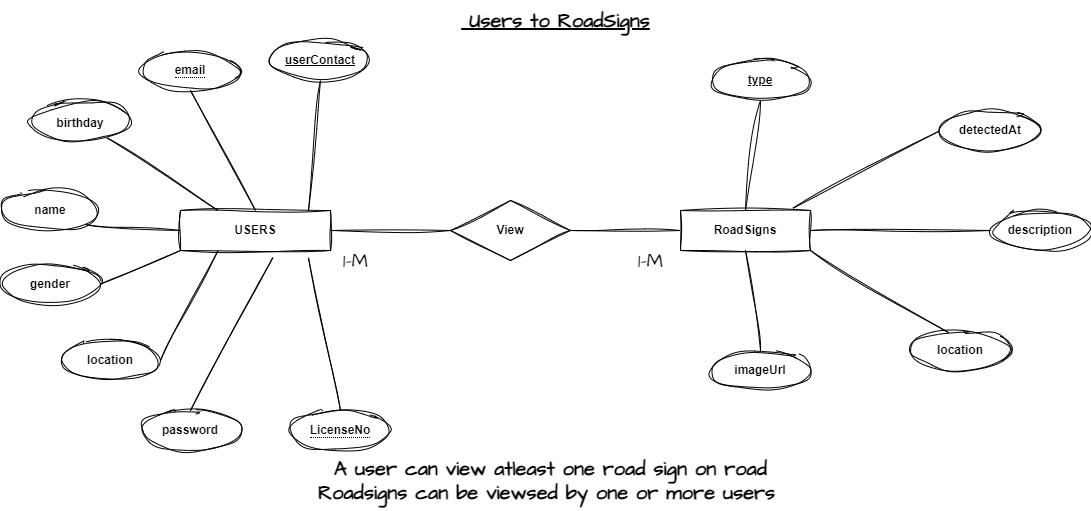 Users to RoadSigns
userContact
email
type
birthday
detectedAt
name
USERS
View
RoadSigns
description
1-M
1-M
gender
location
location
imageUrl
password
LicenseNo
A user can view atleast one road sign on road
Roadsigns can be viewsed by one or more users